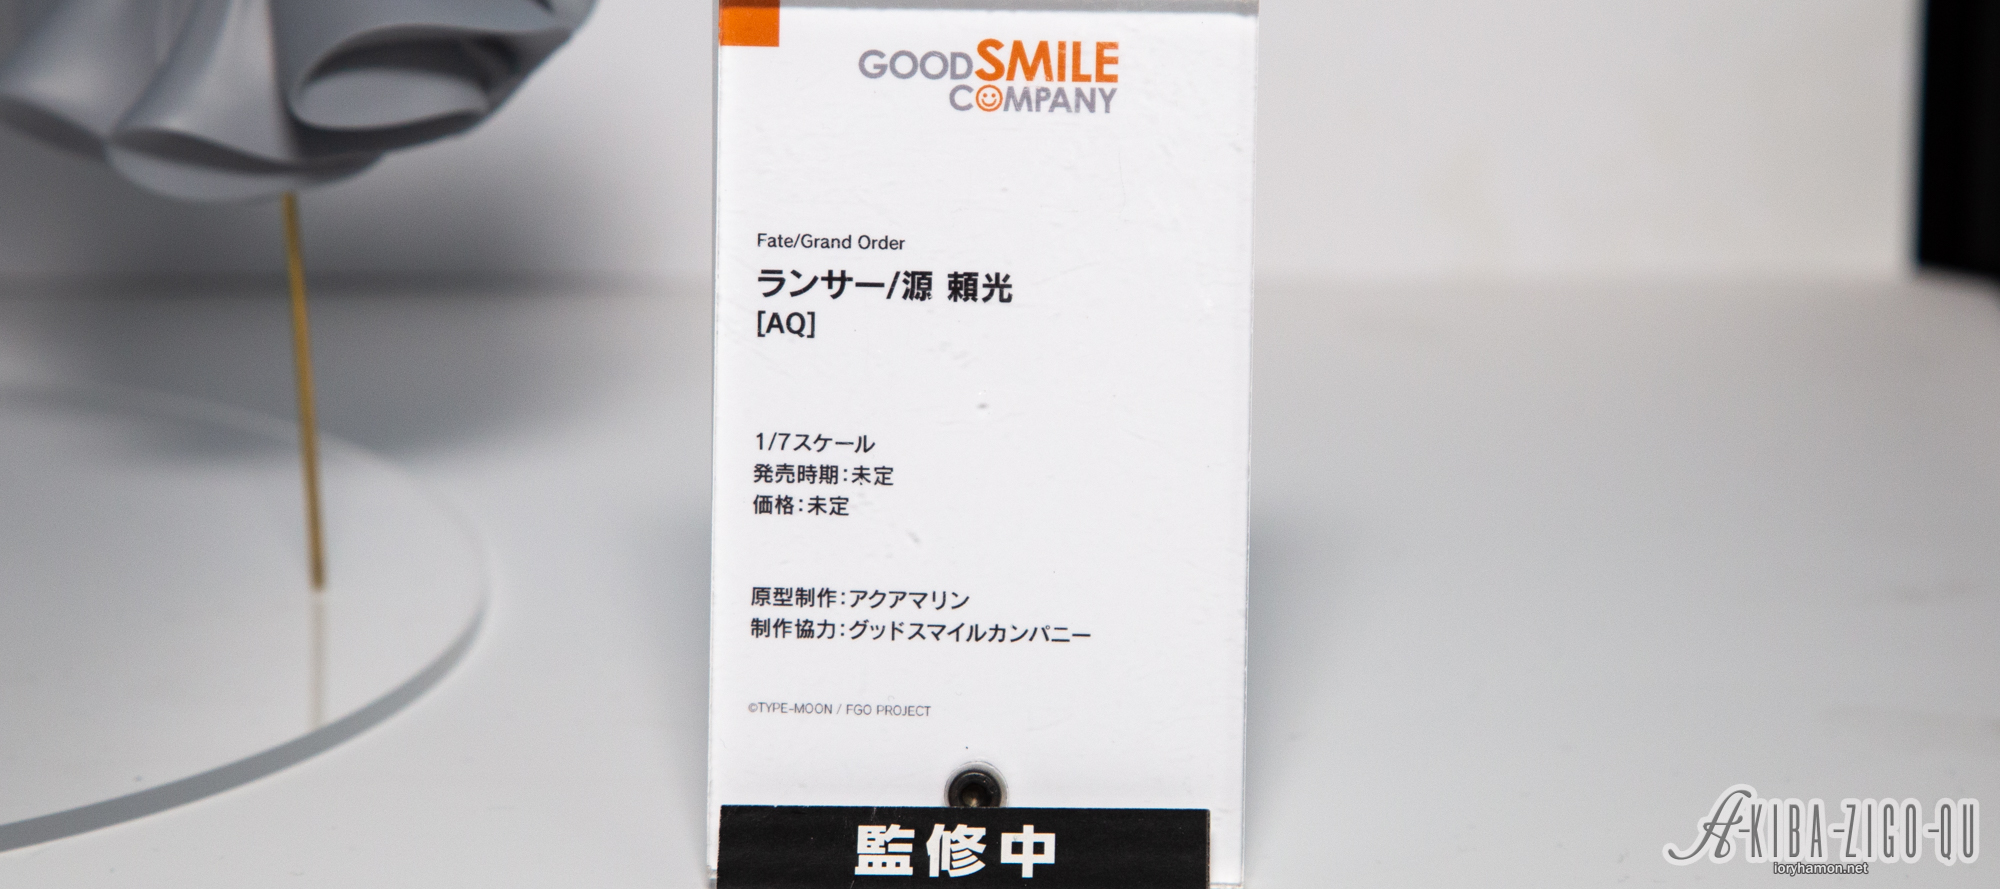 GOOD SMILE
COMPANY
Fate/Grand Order
ランサー/源 頼光
[AQ]
1/7スケール
発売時期：未定
価格：未定
原型制作：アクアマリン
制作協力：グッドスマイルカンパニー
©TYPE-MOON / FGO PROJECT
監修中
A-KIBA-ZIGO-QU
ioryhamon.net